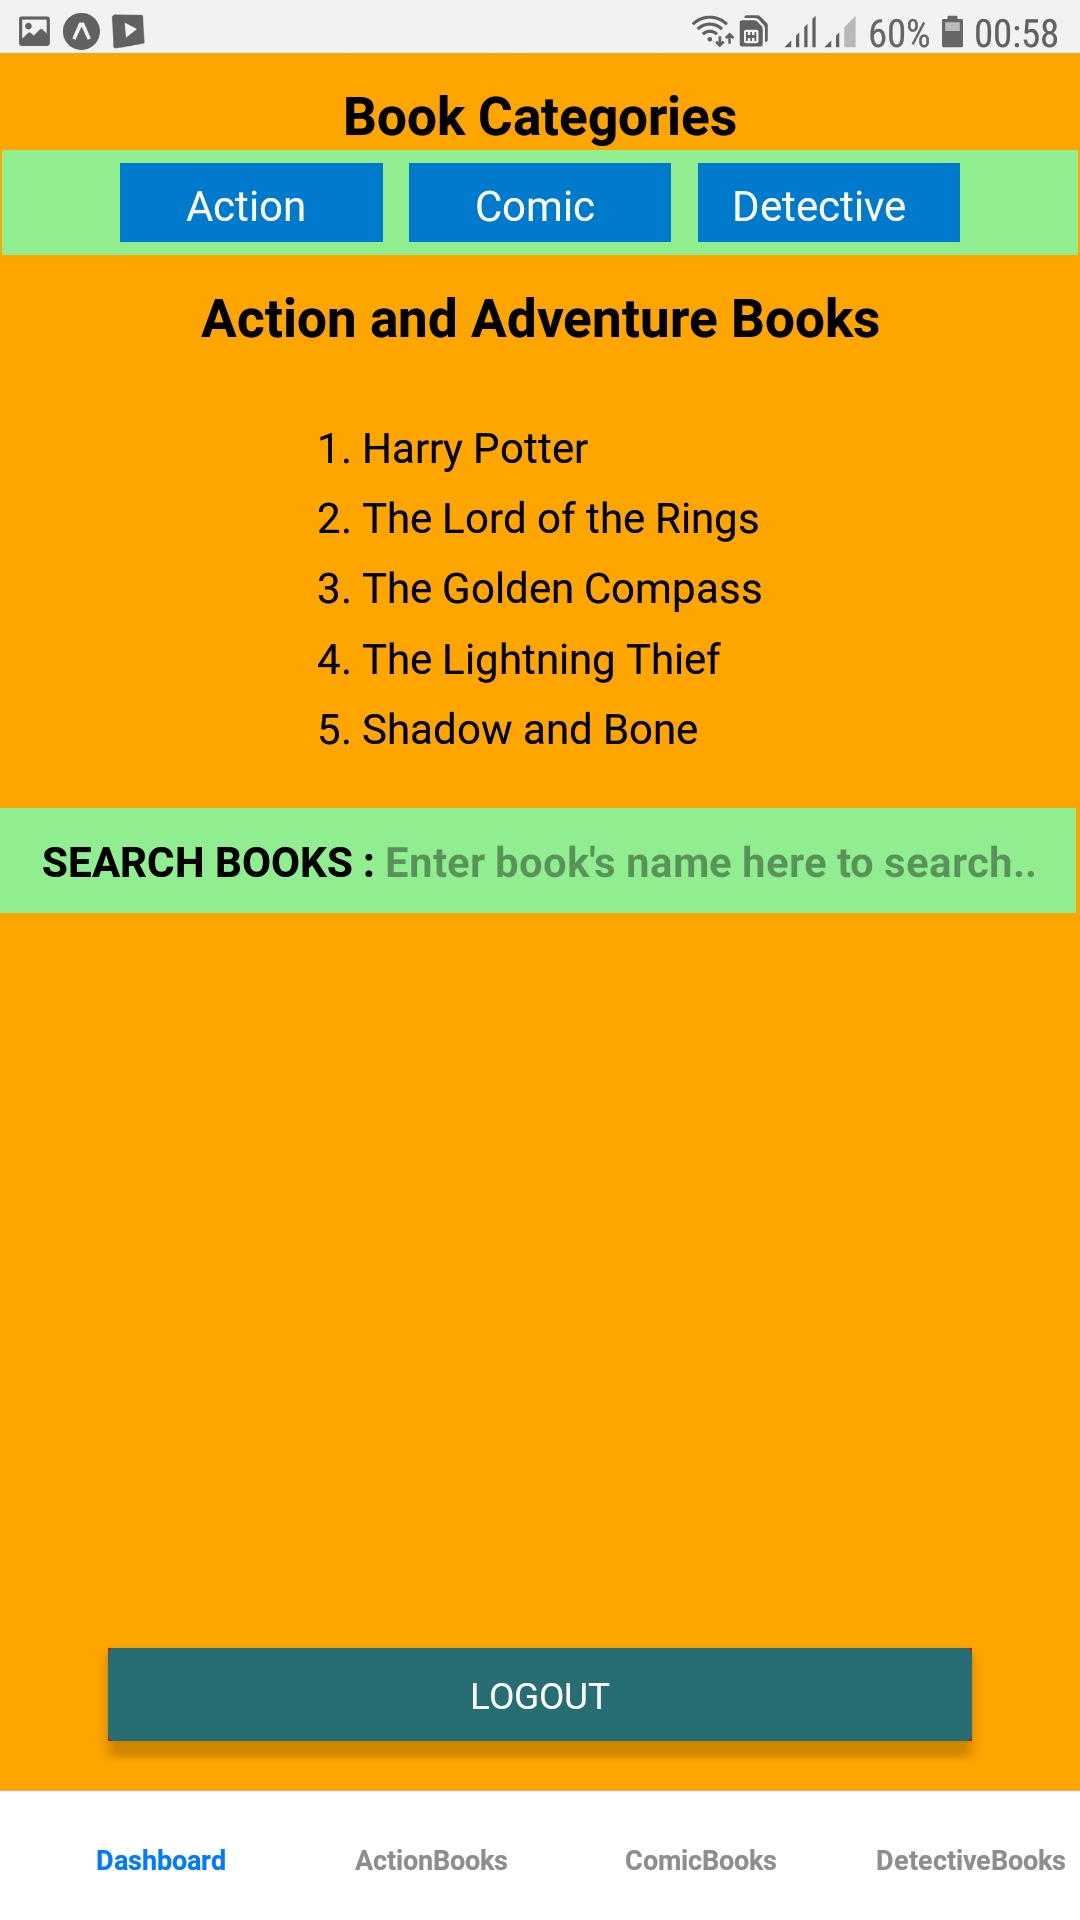 60% 00:58
Book Categories
Action Comic Detective
Action and Adventure Books
1. Harry Potter
2. The Lord of the Rings
3. The Golden Compass
4. The Lightning Thief
5. Shadow and Bone
SEARCH BOOKS : Enter book's name here to search..
LOGOUT
Dashboard ActionBooks ComicBooks DetectiveBooks